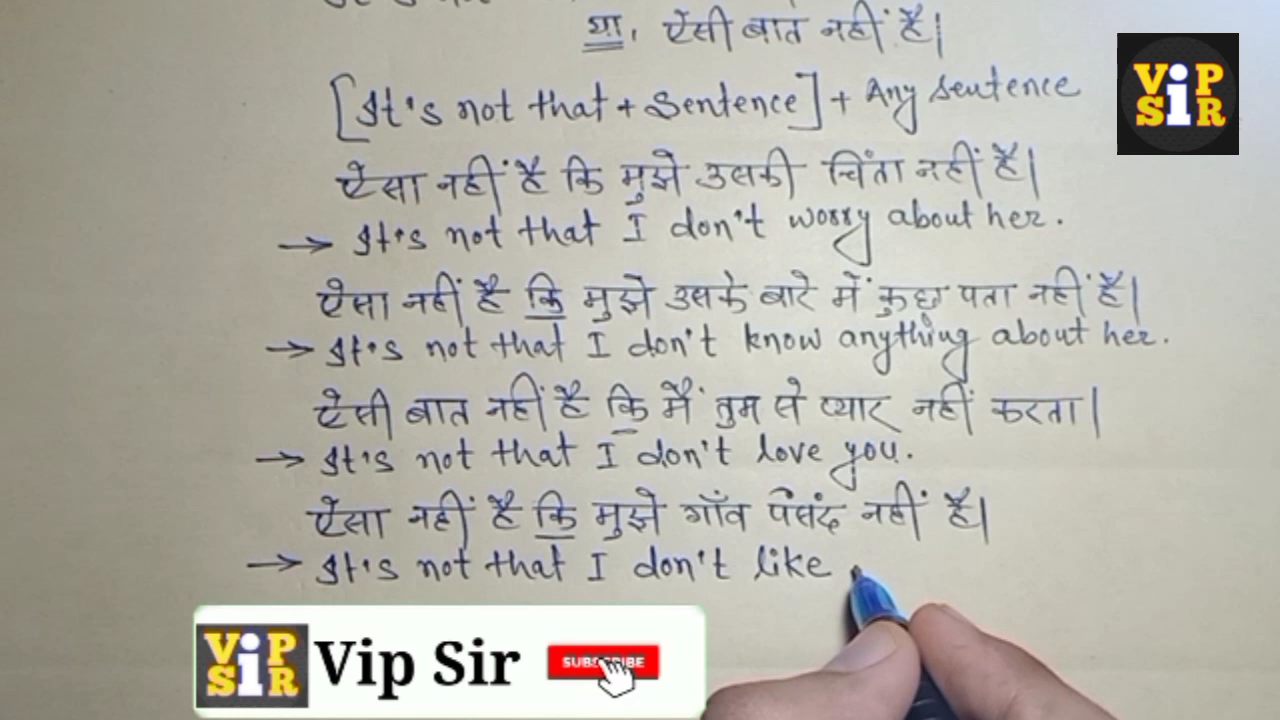 या, ऐसी बात नहीं है।
[It's not that + Sentence] + Any sentence
ऐसा नहीं है कि मुझे उसकी चिंता नहीं है।
→ It's not that I don't worry about her.
ऐसा नहीं है कि मुझे उसके बारे में कुछ पता नहीं है।
→ It's not that I don't know anything about her.
ऐसी बात नहीं है कि मैं तुम से प्यार नहीं करता।
→ It's not that I don't love you.
ऐसा नहीं है कि मुझे गाँव पसंद नहीं है।
→ It's not that I don't like
ViP
SiR
ViP
SiR
Vip Sir
SUBSCRIBE